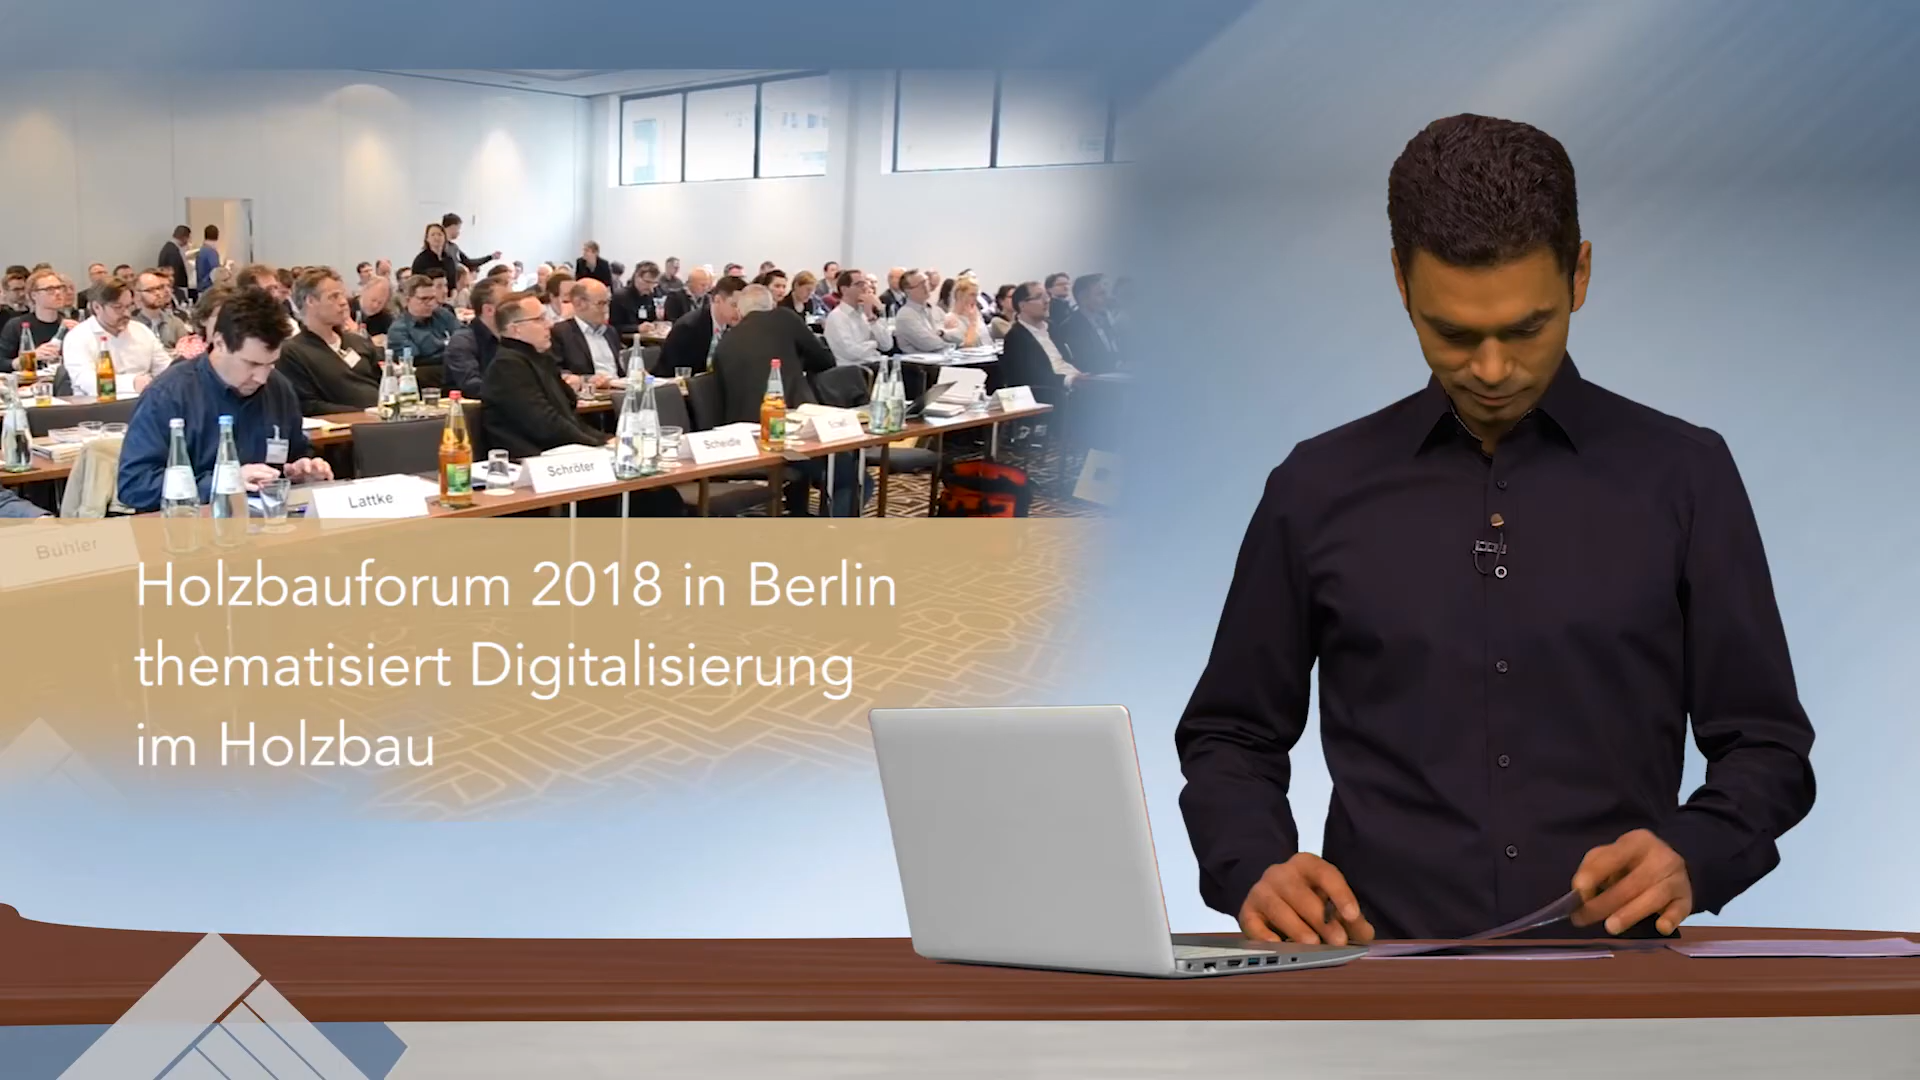 Scheidle
Schröter
Lattke
Bühler
Holzbauforum 2018 in Berlin
thematisiert Digitalisierung
im Holzbau